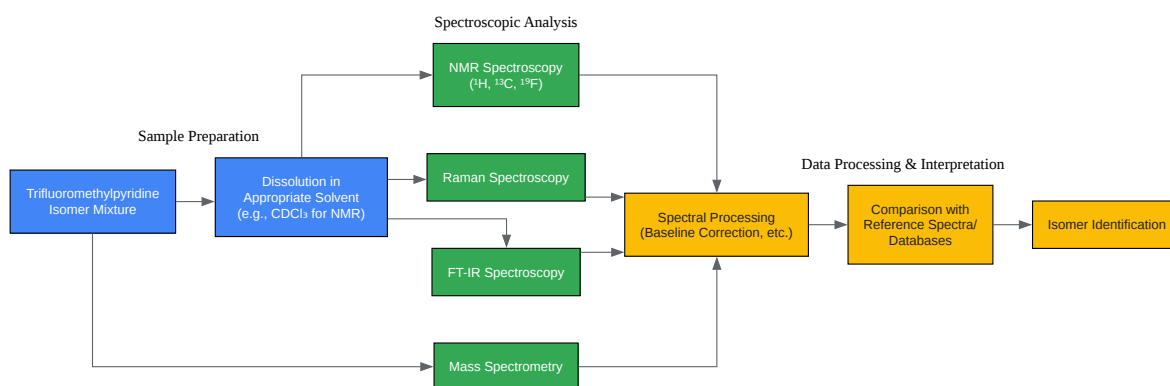 Spectroscopic Analysis
NMR Spectroscopy
(¹H, ¹³C, ¹⁹F)
Sample Preparation
Trifluoromethylpyridine
Isomer Mixture
Dissolution in
Appropriate Solvent
(e.g., CDCl₃ for NMR)
Raman Spectroscopy
FT-IR Spectroscopy
Mass Spectrometry
Data Processing & Interpretation
Spectral Processing
(Baseline Correction, etc.)
Comparison with
Reference Spectra/
Databases
Isomer Identification